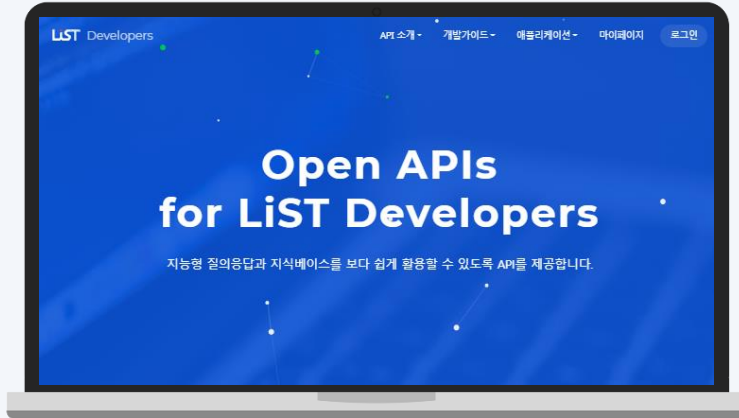 LiST Developers
API 소개 개발가이드 애플리케이션 마이페이지 로그인
Open APIs
for LiST Developers
지능형 질의응답과 지식베이스를 보다 쉽게 활용할 수 있도록 API를 제공합니다.